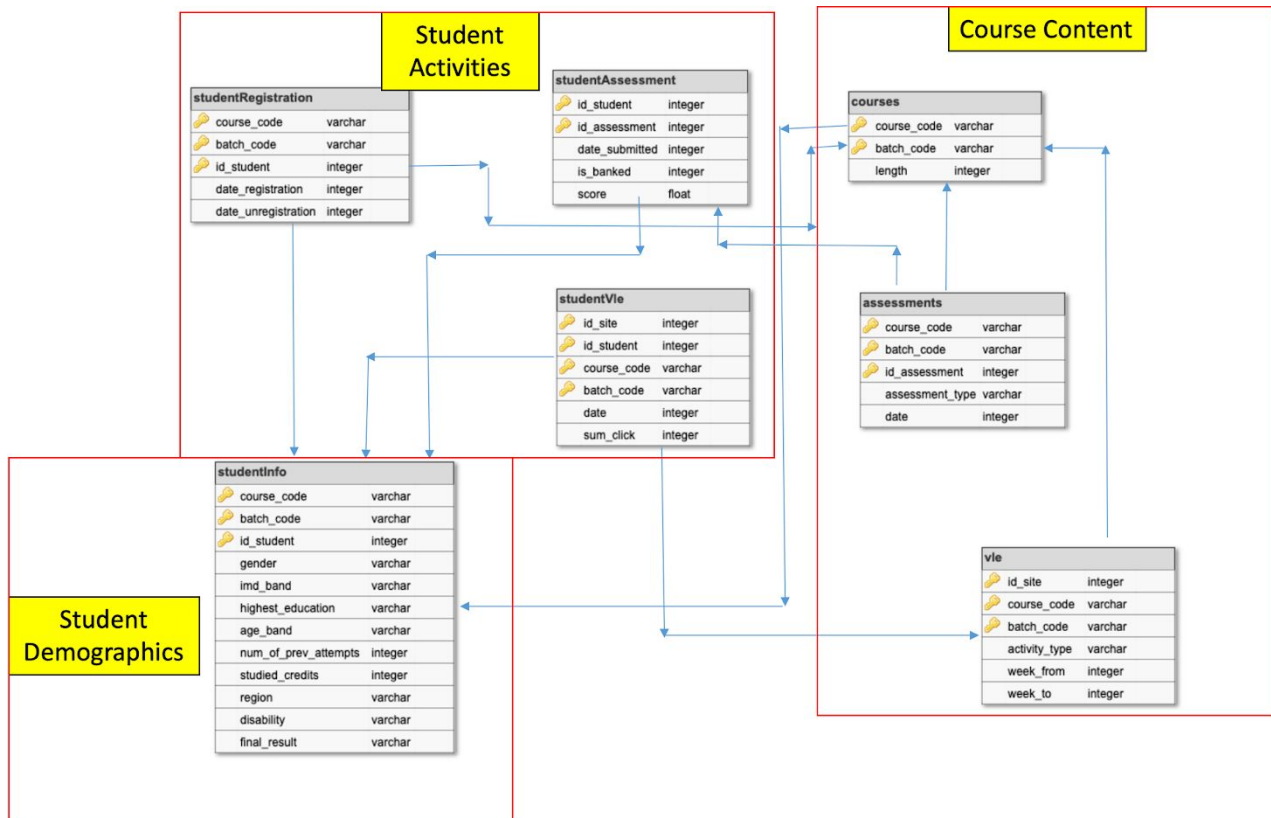 Student
Activities
Course Content
studentRegistration
course_code varchar
batch_code varchar
id_student integer
date_registration integer
date_unregistration integer
studentAssessment
id_student integer
id_assessment integer
date_submitted integer
is_banked integer
score float
courses
course_code varchar
batch_code varchar
length integer
studentVle
id_site integer
id_student integer
course_code varchar
batch_code varchar
date integer
sum_click integer
assessments
course_code varchar
batch_code varchar
id_assessment integer
assessment_type varchar
date integer
Student
Demographics
studentInfo
course_code varchar
batch_code varchar
id_student integer
gender varchar
imd_band varchar
highest_education varchar
age_band varchar
num_of_prev_attempts integer
studied_credits integer
region varchar
disability varchar
final_result varchar
vle
id_site integer
course_code varchar
batch_code varchar
activity_type varchar
week_from integer
week_to integer